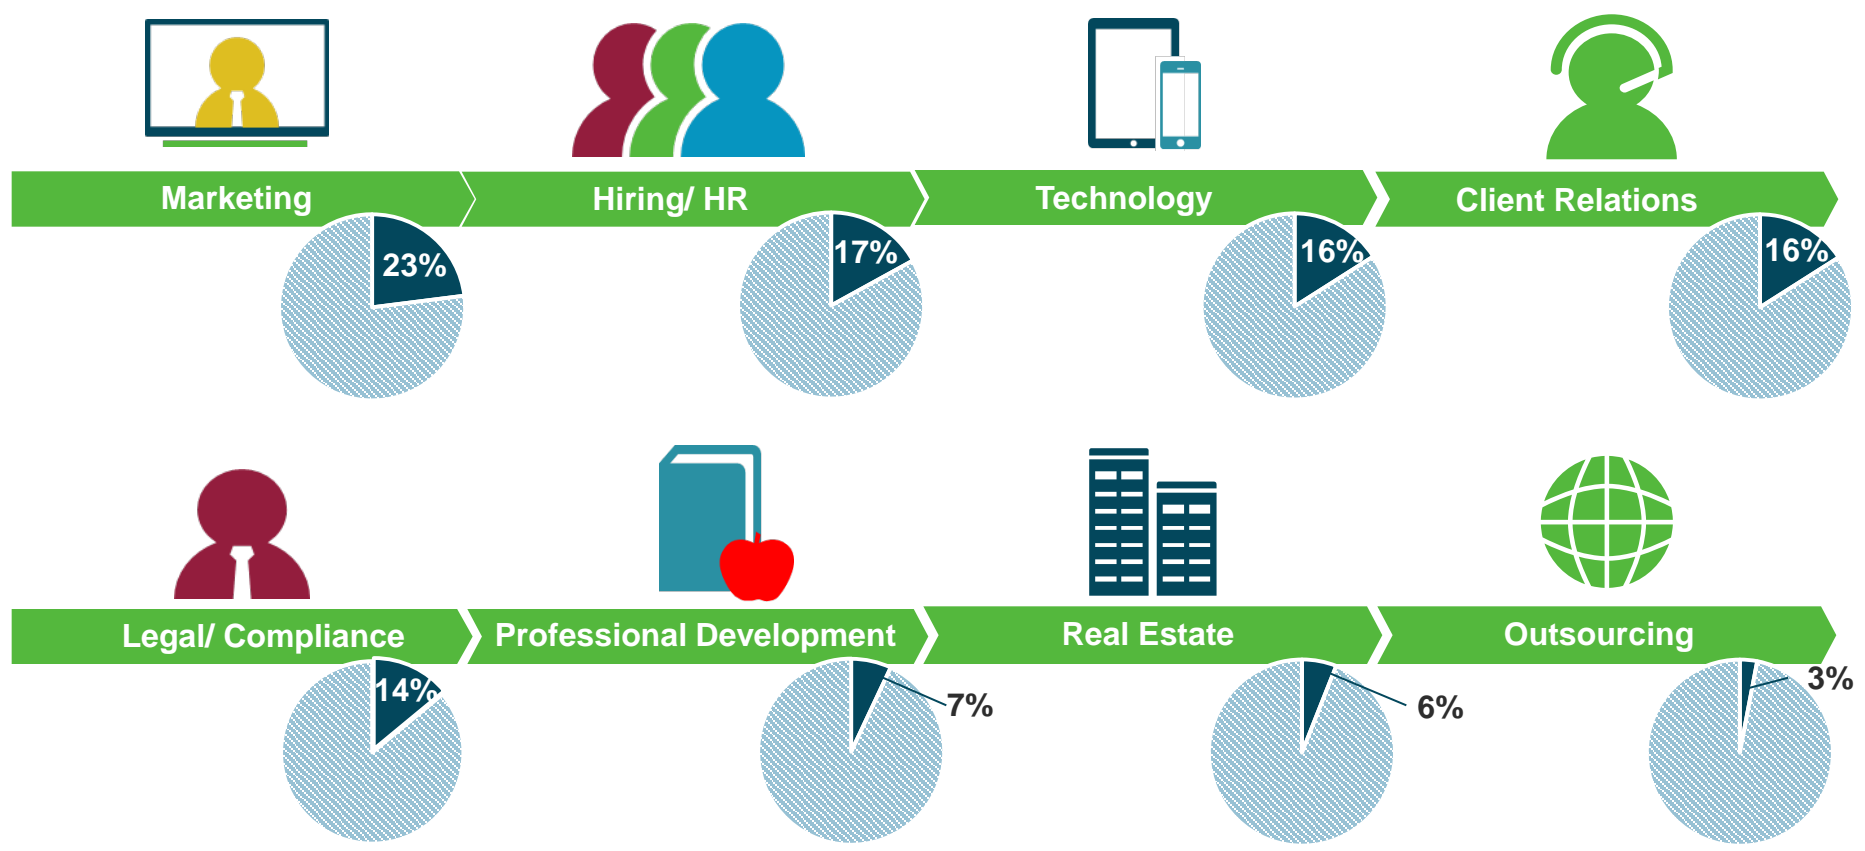 Marketing
Hiring/ HR
Technology
Client Relations
23%
17%
16%
16%
Legal/ Compliance
Professional Development
Real Estate
Outsourcing
14%
7%
6%
3%